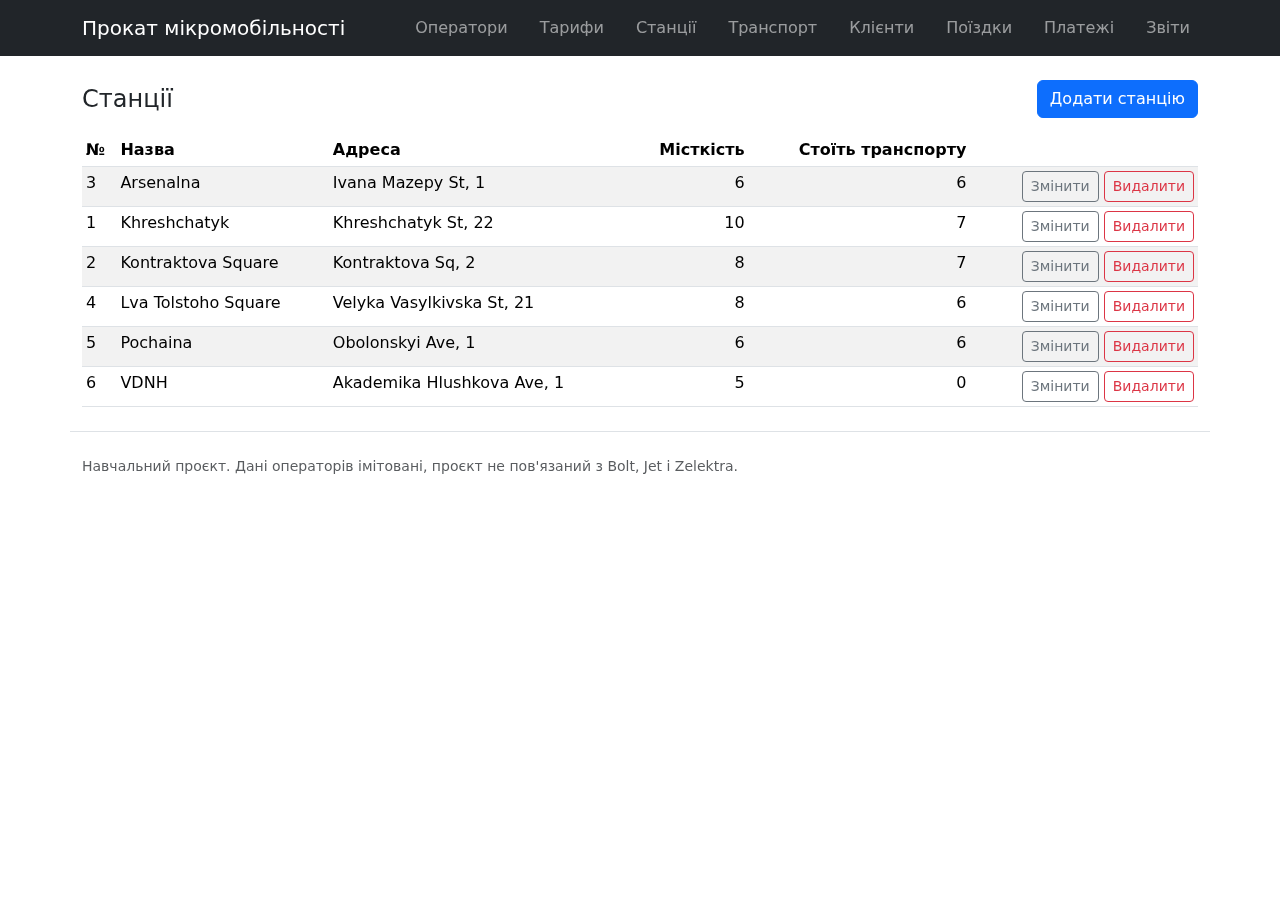 Прокат мікромобільності Оператори Тарифи Станції Транспорт Клієнти Поїздки Платежі Звіти
Станції Додати станцію
№ Назва Адреса Місткість Стоїть транспорту
3 Arsenalna Ivana Mazepy St, 1 6 6 Змінити Видалити
1 Khreshchatyk Khreshchatyk St, 22 10 7 Змінити Видалити
2 Kontraktova Square Kontraktova Sq, 2 8 7 Змінити Видалити
4 Lva Tolstoho Square Velyka Vasylkivska St, 21 8 6 Змінити Видалити
5 Pochaina Obolonskyi Ave, 1 6 6 Змінити Видалити
6 VDNH Akademika Hlushkova Ave, 1 5 0 Змінити Видалити
Навчальний проєкт. Дані операторів імітовані, проєкт не пов'язаний з Bolt, Jet і Zelektra.